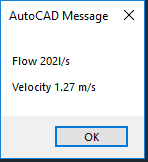 AutoCAD Message
Flow 202l/s
Velocity 1.27 m/s
OK